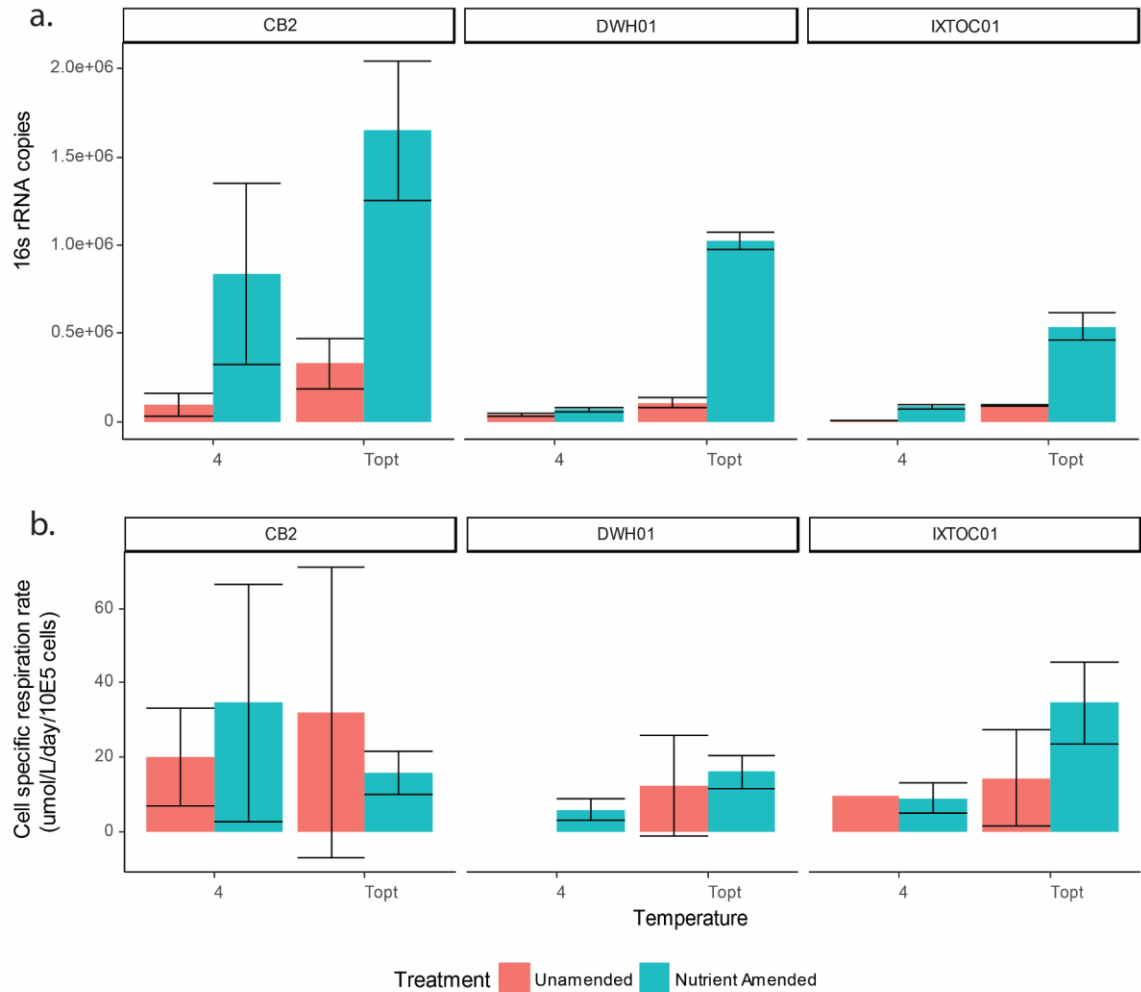 a.
CB2 DWH01 IXTOC01
16s rRNA copies
2.0e+06
1.5e+06
1.0e+06
0.5e+06
0
4 Topt 4 Topt 4 Topt
b.
CB2 DWH01 IXTOC01
Cell specific respiration rate
(umol/L/day/10E5 cells)
60
40
20
0
4 Topt 4 Topt 4 Topt
Temperature
Treatment Unamended Nutrient Amended